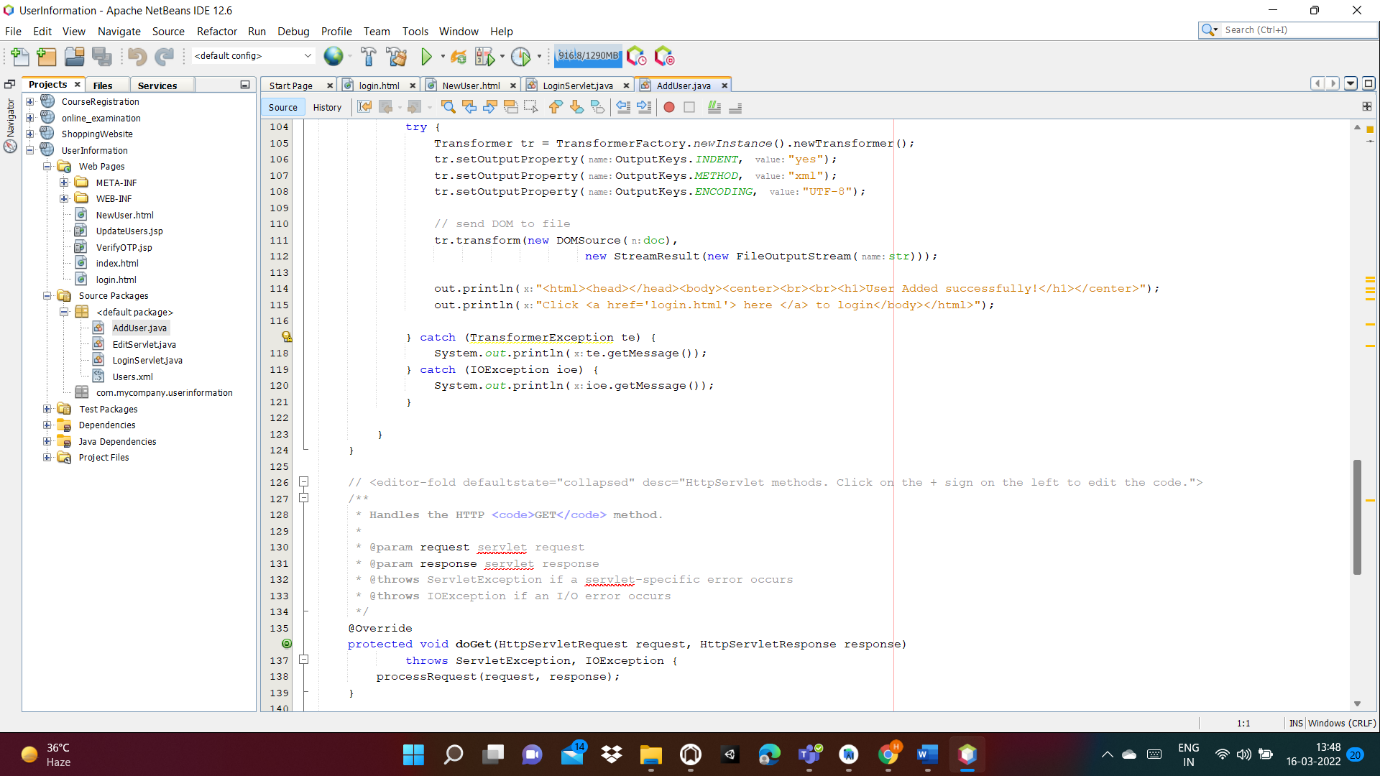 UserInformation - Apache NetBeans IDE 12.6
File Edit View Navigate Source Refactor Run Debug Profile Team Tools Window Help
Search (Ctrl+I)
<default config>
916.8/1290MB
Projects Files Services
Start Page login.html NewUser.html LoginServlet.java AddUser.java
Navigator
Source History
CourseRegistration
online_examination
ShoppingWebsite
UserInformation
Web Pages
META-INF
WEB-INF
NewUser.html
UpdateUsers.jsp
VerifyOTP.jsp
index.html
login.html
Source Packages
<default package>
AddUser.java
EditServlet.java
LoginServlet.java
Users.xml
com.mycompany.userinformation
Test Packages
Dependencies
Java Dependencies
Project Files
104 try {
105 Transformer tr = TransformerFactory.newInstance().newTransformer();
106 tr.setOutputProperty(name: OutputKeys.INDENT, value: "yes");
107 tr.setOutputProperty(name: OutputKeys.METHOD, value: "xml");
108 tr.setOutputProperty(name: OutputKeys.ENCODING, value: "UTF-8");
109
110 // send DOM to file
111 tr.transform(new DOMSource(n: doc),
112 new StreamResult(new FileOutputStream(name: str)));
113
114 out.println(x: "<html><head></head><body><center><br><br><h1>User Added successfully!</h1></center>");
115 out.println(x: "Click <a href='login.html'> here </a> to login</body></html>");
116
} catch (TransformerException te) {
118 System.out.println(x: te.getMessage());
119 } catch (IOException ioe) {
120 System.out.println(x: ioe.getMessage());
121 }
122
123 }
124 }
125
126 // <editor-fold defaultstate="collapsed" desc="HttpServlet methods. Click on the + sign on the left to edit the code.">
127 /**
128 * Handles the HTTP <code>GET</code> method.
129 *
130 * @param request servlet request
131 * @param response servlet response
132 * @throws ServletException if a servlet-specific error occurs
133 * @throws IOException if an I/O error occurs
134 */
135 @Override
protected void doGet(HttpServletRequest request, HttpServletResponse response)
137 throws ServletException, IOException {
138 processRequest(request, response);
139 }
140
1:1 INS Windows (CRLF)
36°C
Haze
14
H
ENG
IN
13:48
16-03-2022
20